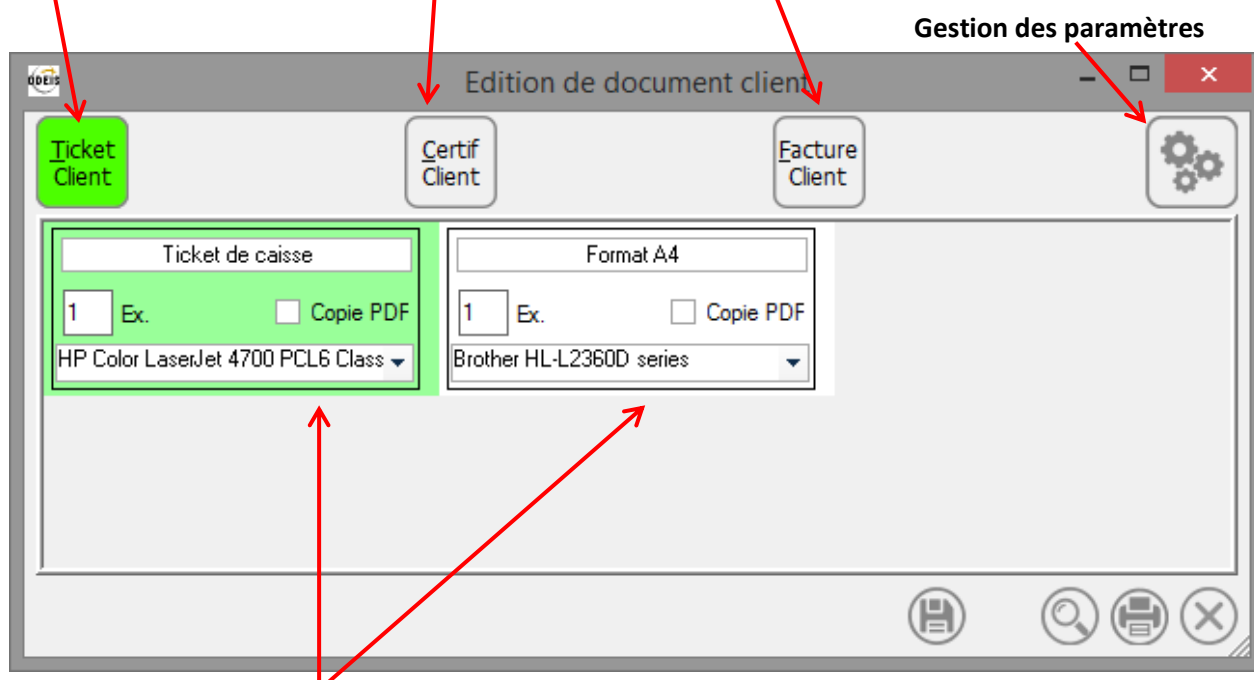 Gestion des paramètres
ODEIS
Edition de document client
Ticket
Client
Certif
Client
Facture
Client
Ticket de caisse
Format A4
1 Ex. Copie PDF
1 Ex. Copie PDF
HP Color LaserJet 4700 PCL6 Class
Brother HL-L2360D series